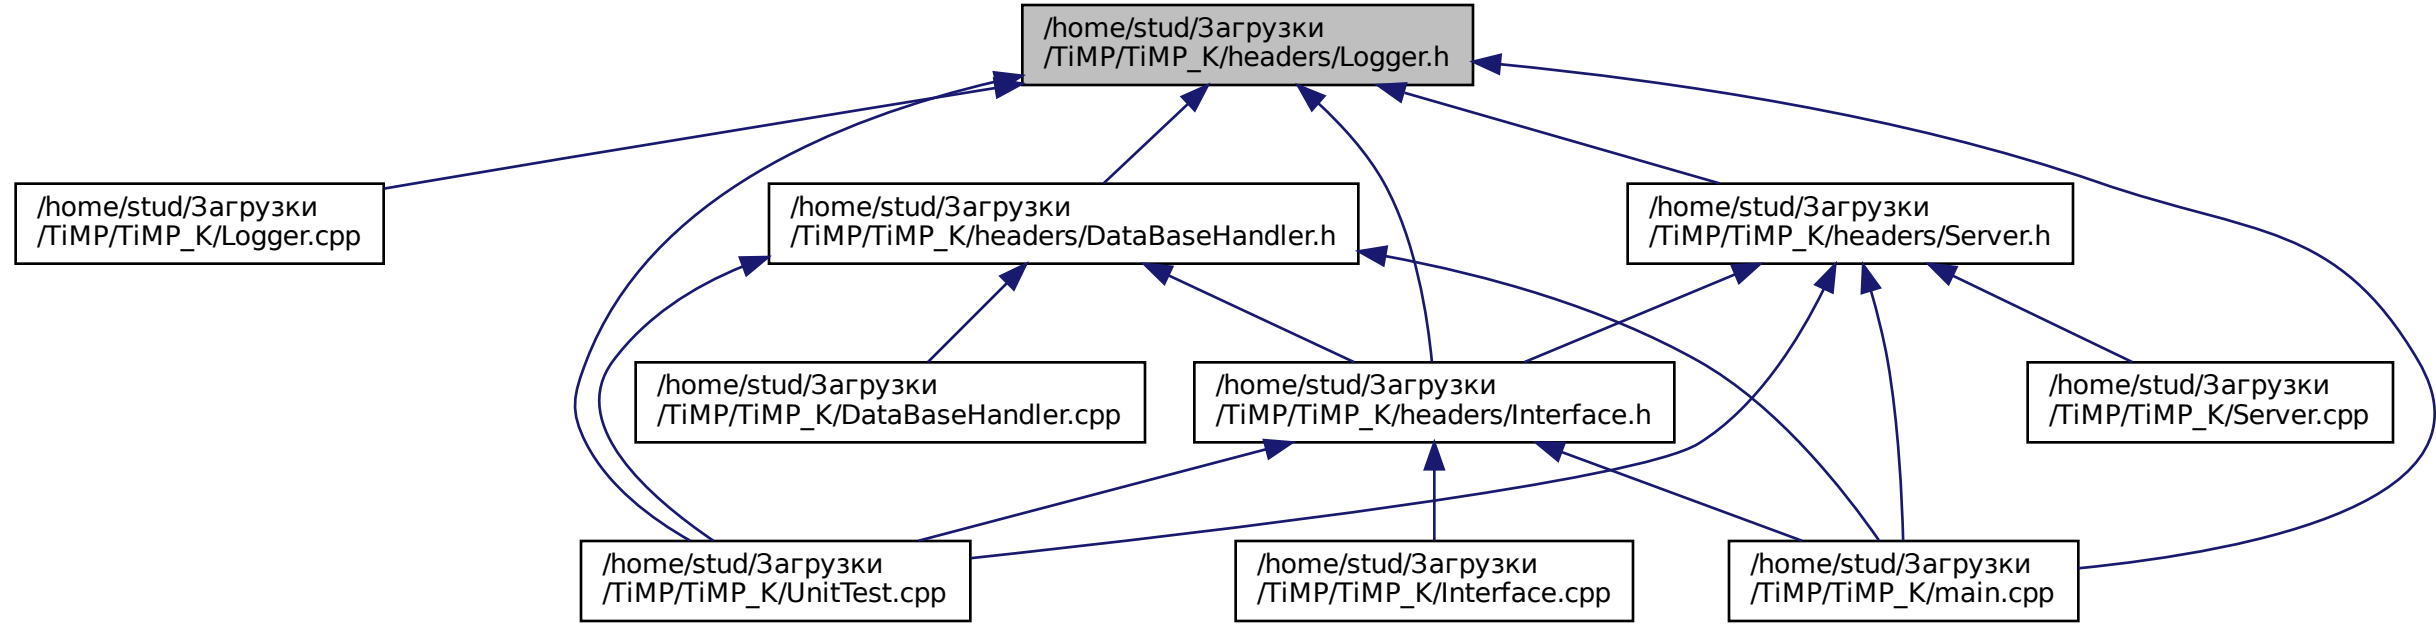 /home/stud/Загрузки
/TiMP/TiMP_K/headers/Logger.h
/home/stud/Загрузки
/TiMP/TiMP_K/Logger.cpp
/home/stud/Загрузки
/TiMP/TiMP_K/headers/DataBaseHandler.h
/home/stud/Загрузки
/TiMP/TiMP_K/headers/Server.h
/home/stud/Загрузки
/TiMP/TiMP_K/DataBaseHandler.cpp
/home/stud/Загрузки
/TiMP/TiMP_K/headers/Interface.h
/home/stud/Загрузки
/TiMP/TiMP_K/Server.cpp
/home/stud/Загрузки
/TiMP/TiMP_K/UnitTest.cpp
/home/stud/Загрузки
/TiMP/TiMP_K/Interface.cpp
/home/stud/Загрузки
/TiMP/TiMP_K/main.cpp